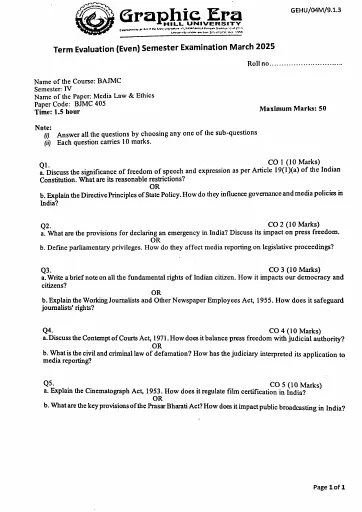 GEHU/04M/9.1.3
Graphic Era
HILL UNIVERSITY
Term Evaluation (Even) Semester Examination March 2025
Roll no..............................
Name of the Course: BAJMC
Semester: IV
Name of the Paper: Media Law & Ethics
Paper Code: BJMC 405
Time: 1.5 hour
Maximum Marks: 50
Note:
(i) Answer all the questions by choosing any one of the sub-questions
(ii) Each question carries 10 marks.
Q1.
CO 1 (10 Marks)
a. Discuss the significance of freedom of speech and expression as per Article 19(1)(a) of the Indian
Constitution. What are its reasonable restrictions?
OR
b. Explain the Directive Principles of State Policy. How do they influence governance and media policies in
India?
Q2.
CO 2 (10 Marks)
a. What are the provisions for declaring an emergency in India? Discuss its impact on press freedom.
OR
b. Define parliamentary privileges. How do they affect media reporting on legislative proceedings?
Q3.
CO 3 (10 Marks)
a. Write a brief note on all the fundamental rights of Indian citizen. How it impacts our democracy and
citizens?
OR
b. Explain the Working Journalists and Other Newspaper Employees Act, 1955. How does it safeguard
journalists' rights?
Q4.
CO 4 (10 Marks)
a. Discuss the Contempt of Courts Act, 1971. How does it balance press freedom with judicial authority?
OR
b. What is the civil and criminal law of defamation? How has the judiciary interpreted its application to
media reporting?
Q5.
CO 5 (10 Marks)
a. Explain the Cinematograph Act, 1953. How does it regulate film certification in India?
OR
b. What are the key provisions of the Prasar Bharati Act? How does it impact public broadcasting in India?
Page 1 of 1